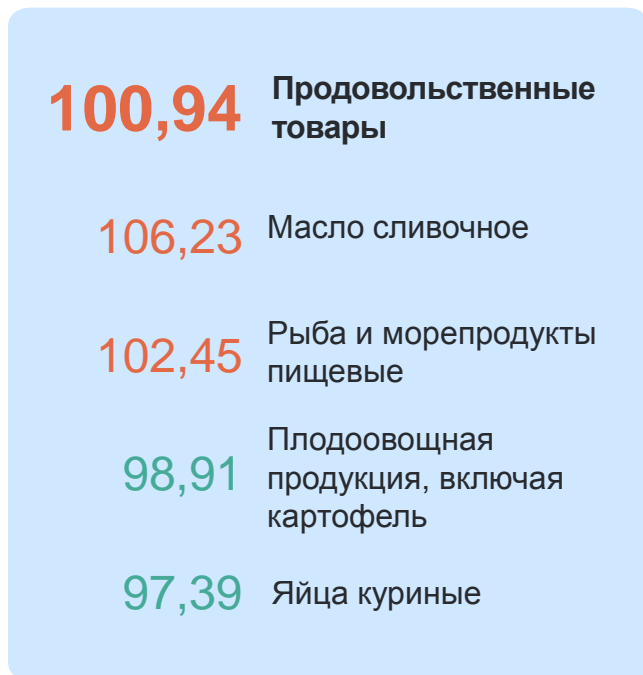 100,94 Продовольственные
товары
106,23 Масло сливочное
102,45 Рыба и морепродукты
пищевые
98,91 Плодоовощная
продукция, включая
картофель
97,39 Яйца куриные